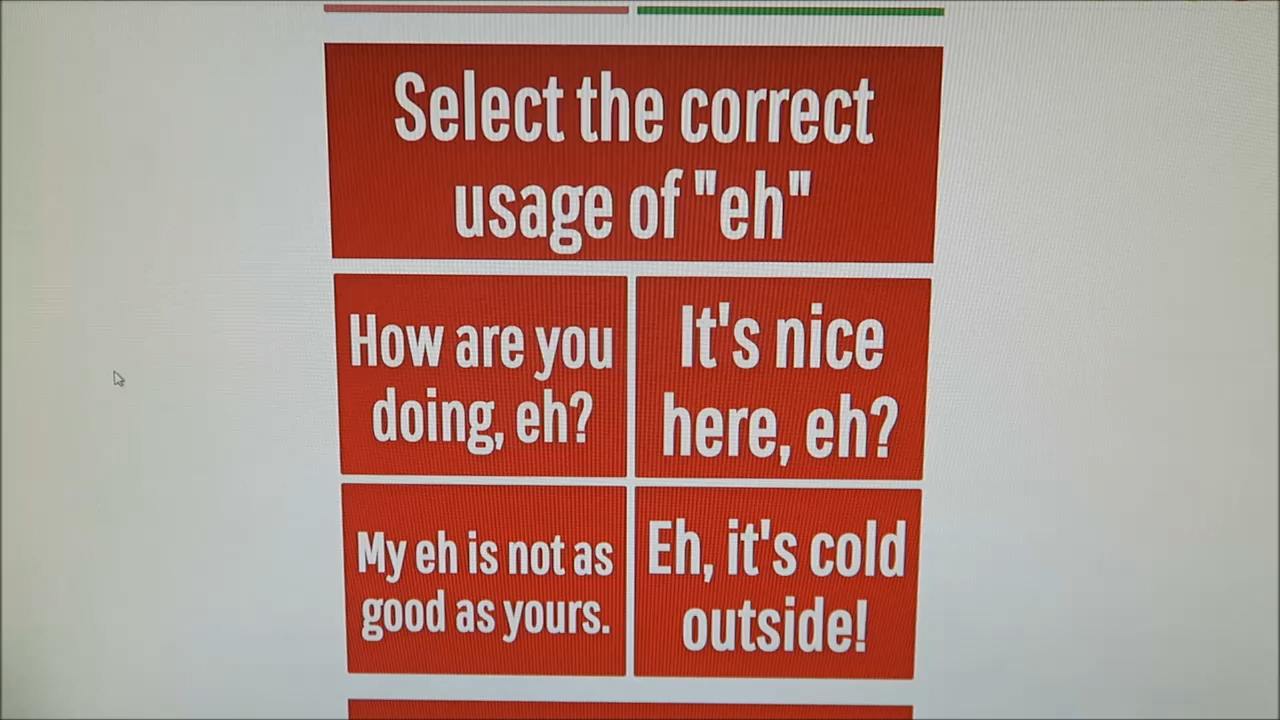 Select the correct
usage of "eh"
How are you
doing, eh?
It's nice
here, eh?
My eh is not as
good as yours.
Eh, it's cold
outside!